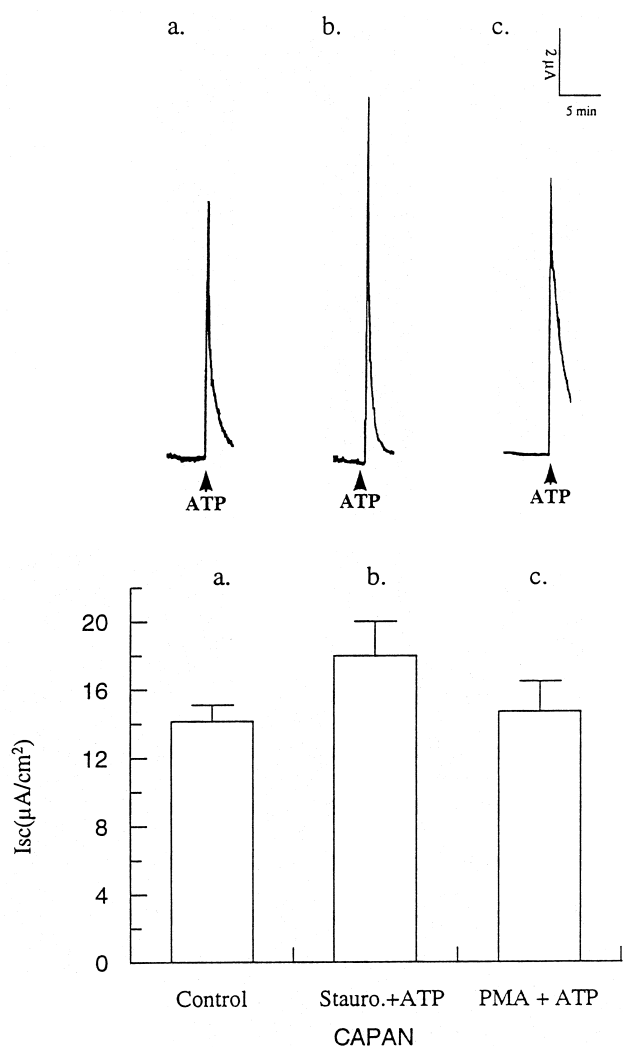 a. b. c.
2 µA
5 min
ATP ATP ATP
a. b. c.
20
16
12
8
4
0
Isc(µA/cm²)
Control Stauro.+ATP PMA + ATP
CAPAN